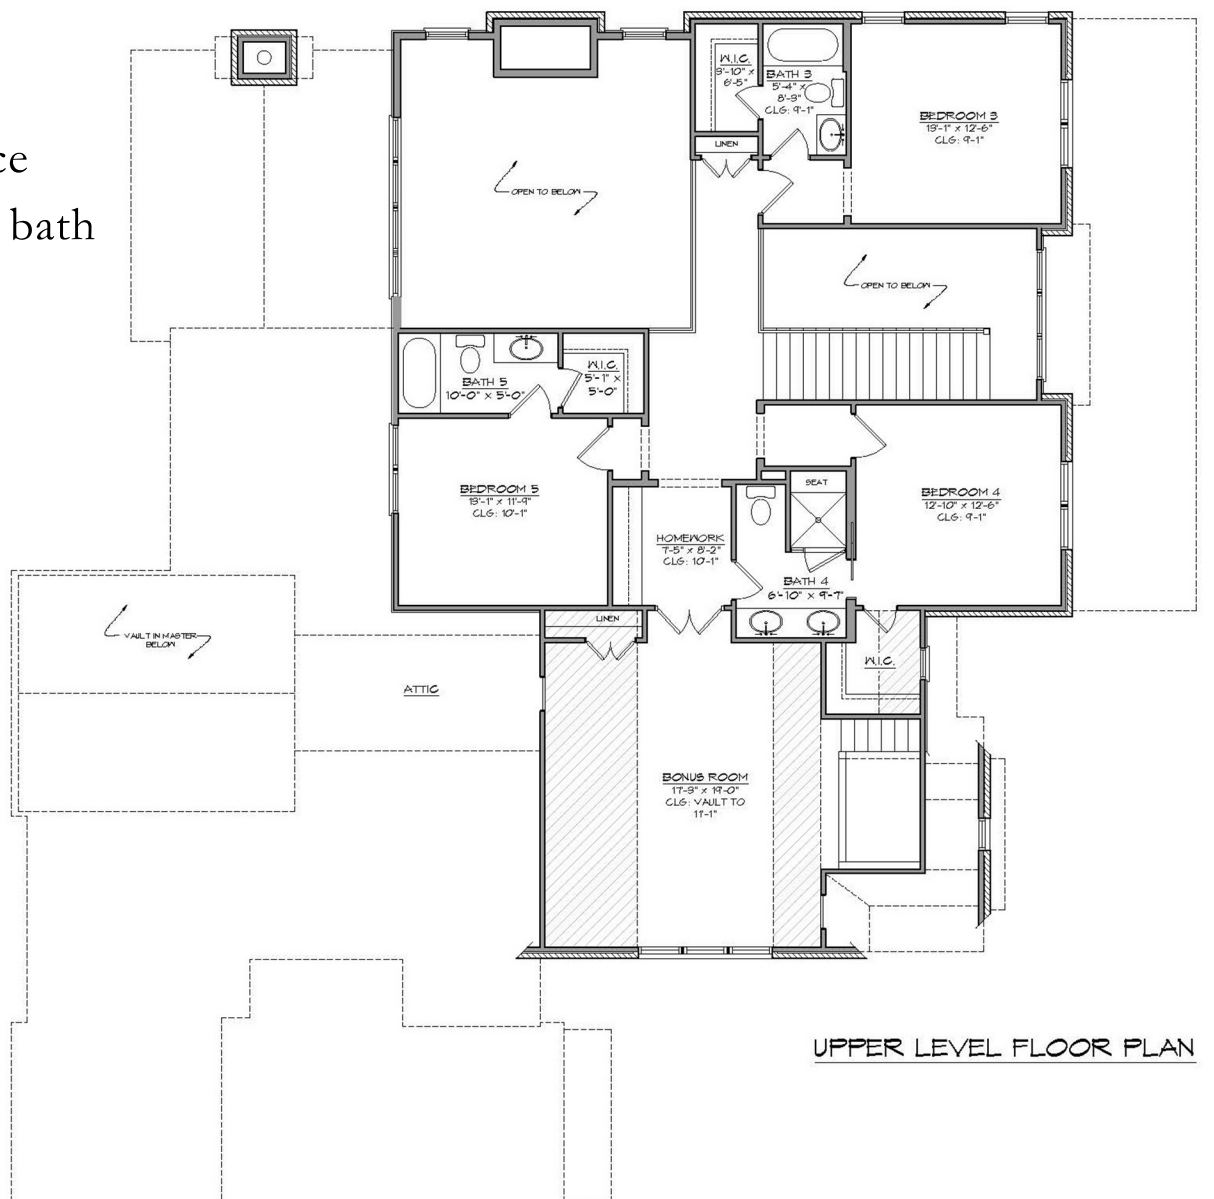 ce
bath
W.I.C.
3'-10" x
6'-5"
BATH 3
5'-4" x
8'-3"
CLG: 9'-1"
BEDROOM 3
13'-1" x 12'-6"
CLG: 9'-1"
LINEN
OPEN TO BELOW
OPEN TO BELOW
W.I.C.
5'-1" x
5'-0"
BATH 5
10'-0" x 5'-0"
BEDROOM 5
13'-1" x 11'-9"
CLG: 10'-1"
SEAT
BEDROOM 4
12'-10" x 12'-6"
CLG: 9'-1"
HOMEWORK
7'-5" x 8'-2"
CLG: 10'-1"
BATH 4
6'-10" x 9'-7"
LINEN
VAULT IN MASTER
BELOW
W.I.C.
ATTIC
BONUS ROOM
17'-3" x 19'-0"
CLG: VAULT TO
11'-1"
UPPER LEVEL FLOOR PLAN